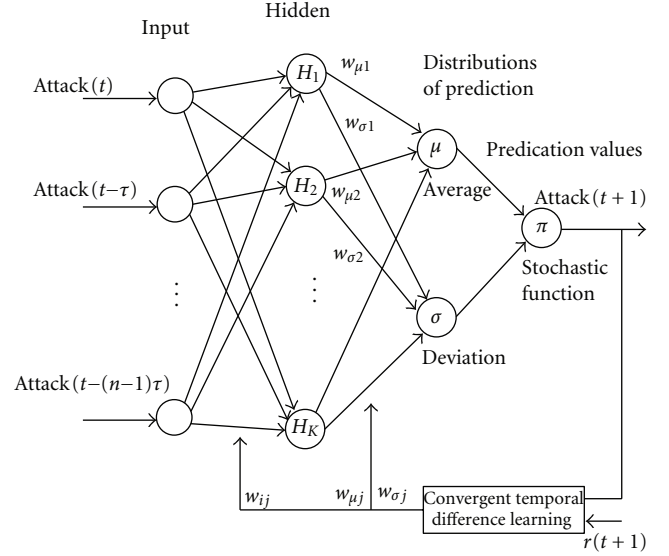 Hidden
Input
Distributions
of prediction
Attack(t)
H1
wμ1
wσ1
μ
Average
Predication values
Attack(t−τ)
H2
wμ2
Attack(t+1)
π
Stochastic
function
wσ2
⋮
⋮
σ
Deviation
Attack(t−(n−1)τ)
HK
wij
wμj
wσj
Convergent temporal
difference learning
r(t+1)